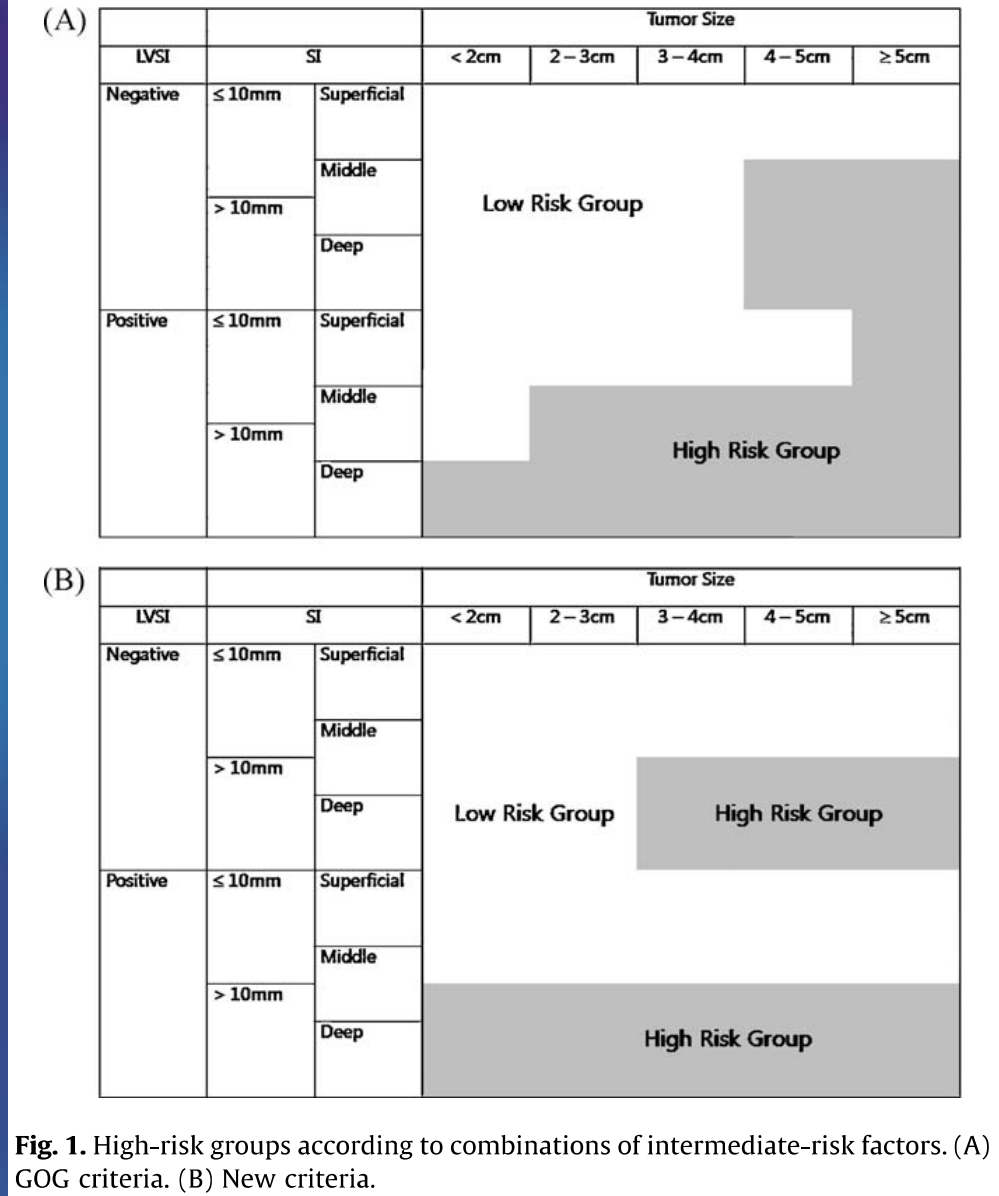 (A)
Tumor Size
LVSI SI < 2cm 2 – 3cm 3 – 4cm 4 – 5cm ≥ 5cm
Negative ≤ 10mm Superficial
Middle
Low Risk Group
> 10mm
Deep
Positive ≤ 10mm Superficial
Middle
> 10mm
High Risk Group
Deep
(B)
Tumor Size
LVSI SI < 2cm 2 – 3cm 3 – 4cm 4 – 5cm ≥ 5cm
Negative ≤ 10mm Superficial
Middle
> 10mm
Deep
Low Risk Group High Risk Group
Positive ≤ 10mm Superficial
Middle
> 10mm
Deep
High Risk Group
Fig. 1. High-risk groups according to combinations of intermediate-risk factors. (A)
GOG criteria. (B) New criteria.